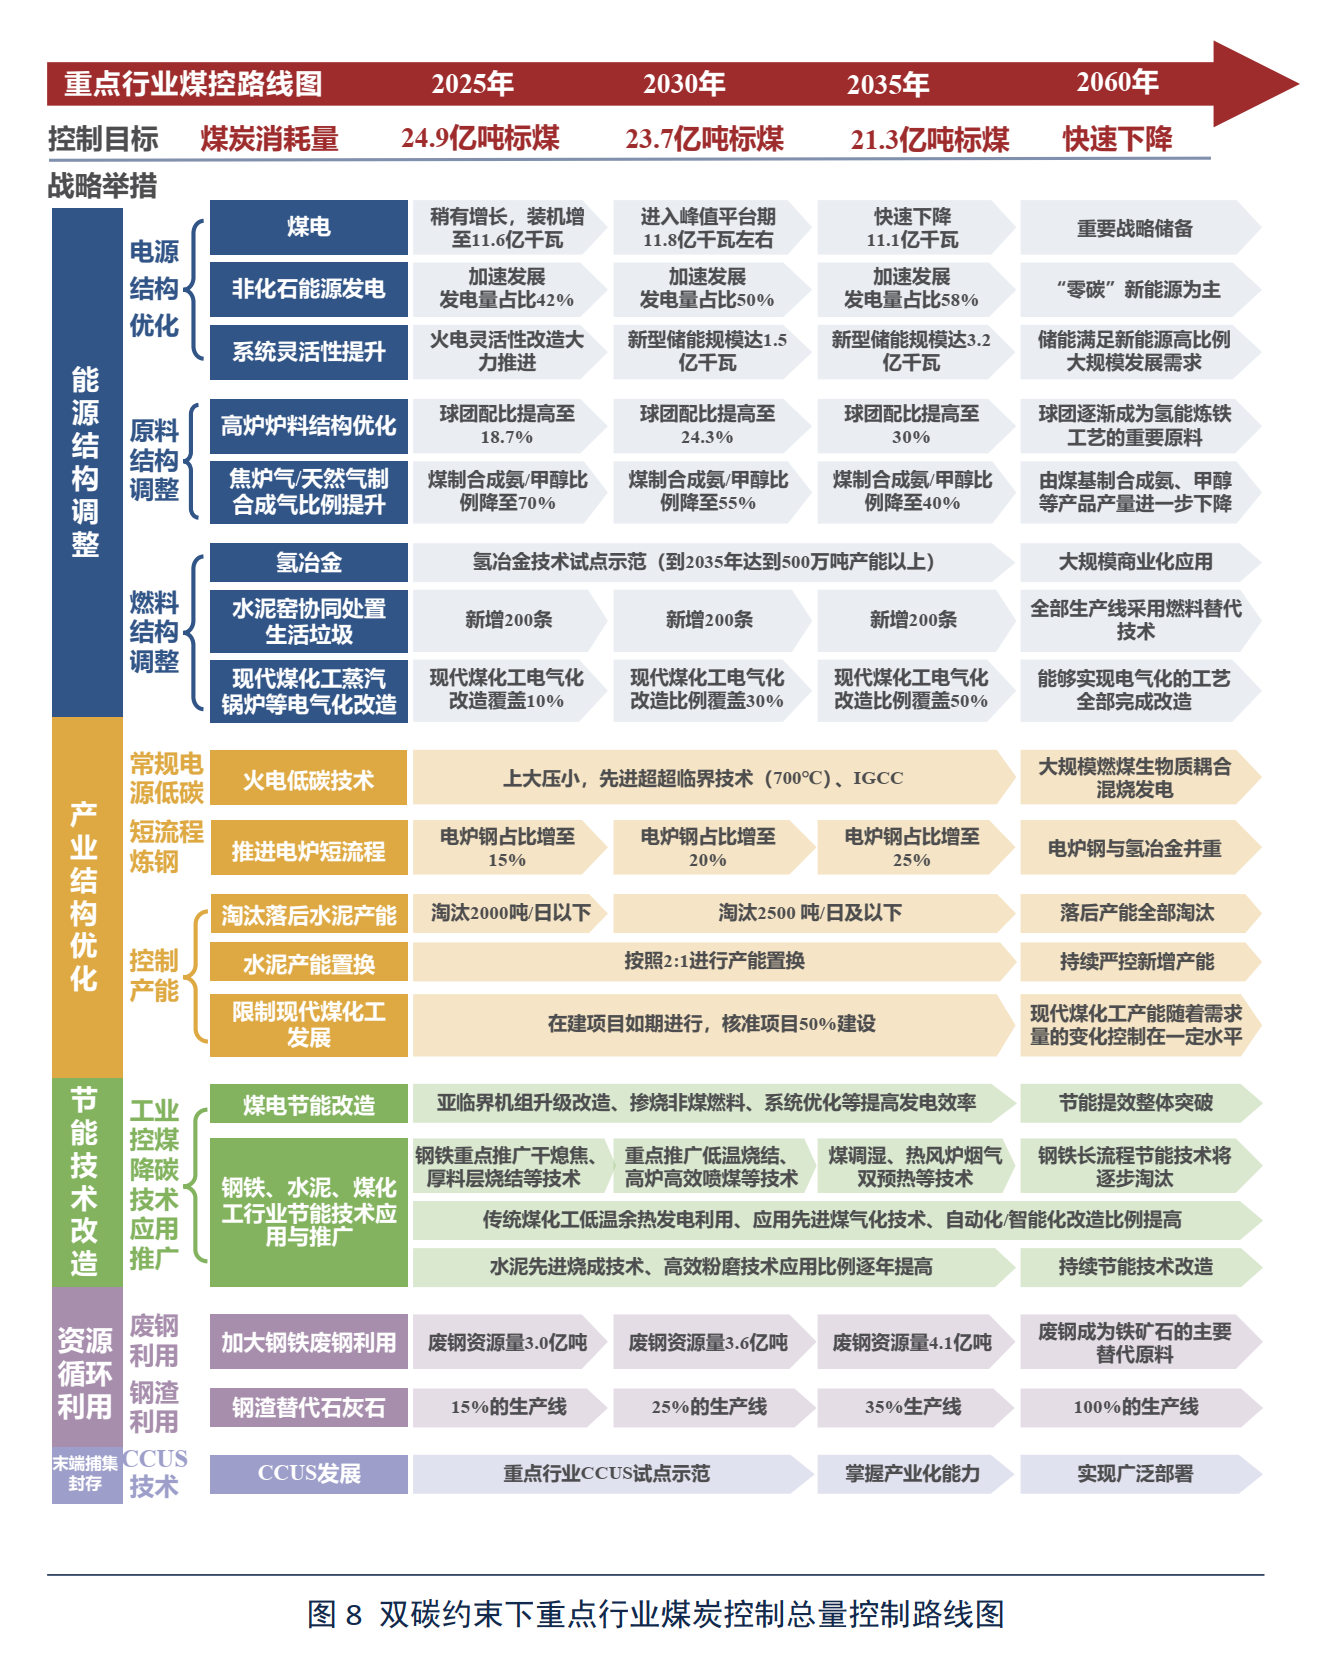 重点行业煤控路线图 2025年 2030年 2035年 2060年
控制目标 煤炭消耗量 24.9亿吨标煤 23.7亿吨标煤 21.3亿吨标煤 快速下降
战略举措
能源结构调整
电源
结构
优化
煤电
稍有增长，装机增
至11.6亿千瓦
进入峰值平台期
11.8亿千瓦左右
快速下降
11.1亿千瓦
重要战略储备
非化石能源发电
加速发展
发电量占比42%
加速发展
发电量占比50%
加速发展
发电量占比58%
“零碳”新能源为主
系统灵活性提升
火电灵活性改造大
力推进
新型储能规模达1.5
亿千瓦
新型储能规模达3.2
亿千瓦
储能满足新能源高比例
大规模发展需求
原料
结构
调整
高炉炉料结构优化
球团配比提高至
18.7%
球团配比提高至
24.3%
球团配比提高至
30%
球团逐渐成为氢能炼铁
工艺的重要原料
焦炉气/天然气制
合成气比例提升
煤制合成氨/甲醇比
例降至70%
煤制合成氨/甲醇比
例降至55%
煤制合成氨/甲醇比
例降至40%
由煤基制合成氨、甲醇
等产品产量进一步下降
燃料
结构
调整
氢冶金
氢冶金技术试点示范（到2035年达到500万吨产能以上）
大规模商业化应用
水泥窑协同处置
生活垃圾
新增200条
新增200条
新增200条
全部生产线采用燃料替代
技术
现代煤化工蒸汽
锅炉等电气化改造
现代煤化工电气化
改造覆盖10%
现代煤化工电气化
改造比例覆盖30%
现代煤化工电气化
改造比例覆盖50%
能够实现电气化的工艺
全部完成改造
产业结构优化
常规电
源低碳
火电低碳技术
上大压小，先进超超临界技术（700℃）、IGCC
大规模燃煤生物质耦合
混烧发电
短流程
炼钢
推进电炉短流程
电炉钢占比增至
15%
电炉钢占比增至
20%
电炉钢占比增至
25%
电炉钢与氢冶金并重
控制
产能
淘汰落后水泥产能
淘汰2000吨/日以下
淘汰2500 吨/日及以下
落后产能全部淘汰
水泥产能置换
按照2:1进行产能置换
持续严控新增产能
限制现代煤化工
发展
在建项目如期进行，核准项目50%建设
现代煤化工产能随着需求
量的变化控制在一定水平
节能技术改造
工业
控煤
降碳
技术
应用
推广
煤电节能改造
亚临界机组升级改造、掺烧非煤燃料、系统优化等提高发电效率
节能提效整体突破
钢铁、水泥、煤化
工行业节能技术应
用与推广
钢铁重点推广干熄焦、
厚料层烧结等技术
重点推广低温烧结、
高炉高效喷煤等技术
煤调湿、热风炉烟气
双预热等技术
钢铁长流程节能技术将
逐步淘汰
传统煤化工低温余热发电利用、应用先进煤气化技术、自动化/智能化改造比例提高
水泥先进烧成技术、高效粉磨技术应用比例逐年提高
持续节能技术改造
资源
循环
利用
废钢
利用
加大钢铁废钢利用
废钢资源量3.0亿吨
废钢资源量3.6亿吨
废钢资源量4.1亿吨
废钢成为铁矿石的主要
替代原料
钢渣
利用
钢渣替代石灰石
15%的生产线
25%的生产线
35%生产线
100%的生产线
末端捕集
封存
CCUS
技术
CCUS发展
重点行业CCUS试点示范
掌握产业化能力
实现广泛部署
图 8 双碳约束下重点行业煤炭控制总量控制路线图